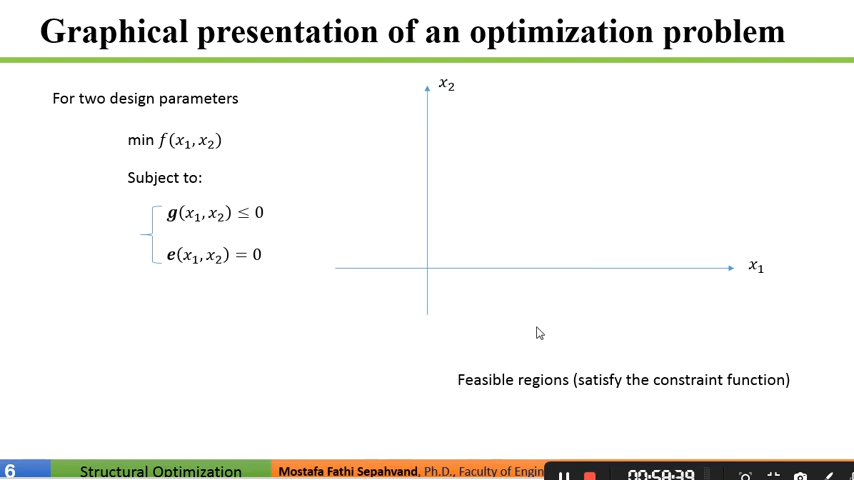 Graphical presentation of an optimization problem
For two design parameters
min f(x₁, x₂)
Subject to:
g(x₁, x₂) ≤ 0
e(x₁, x₂) = 0
x₂
x₁
Feasible regions (satisfy the constraint function)
6 Structural Optimization Mostafa Fathi Sepahvand, Ph.D., Faculty of Engin
00:58:39